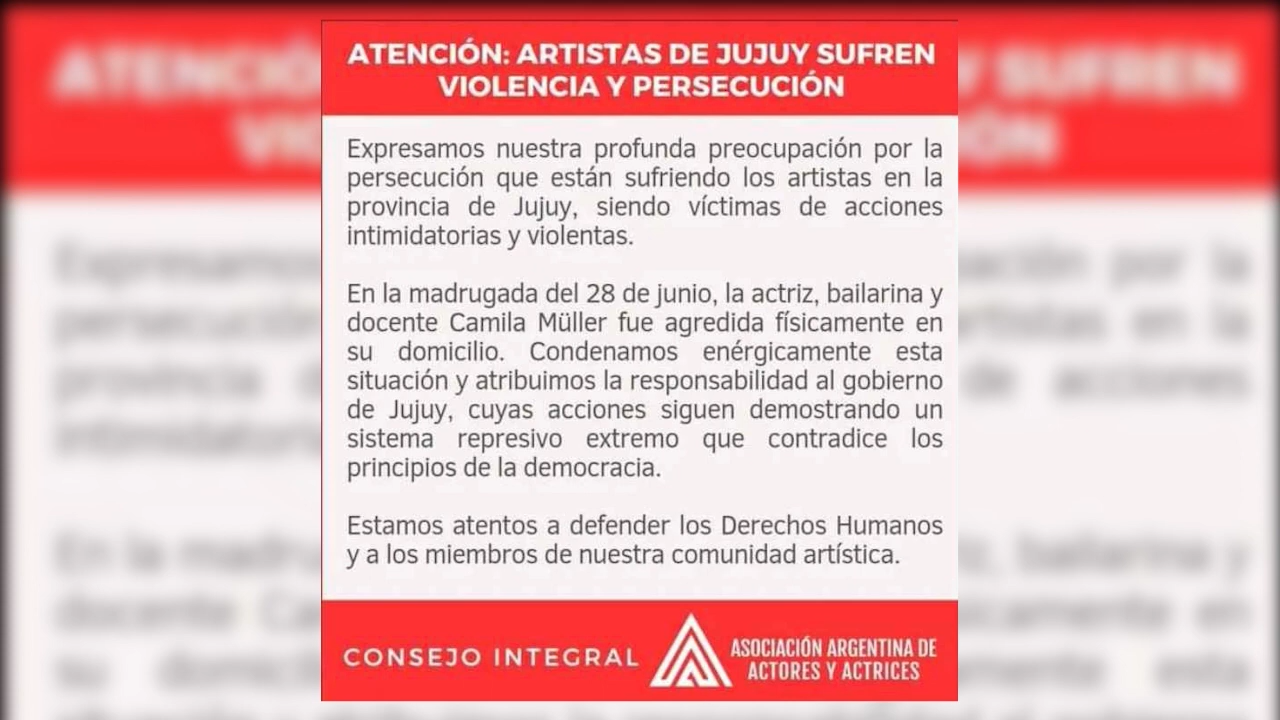 ATENCIÓN: ARTISTAS DE JUJUY SUFREN
VIOLENCIA Y PERSECUCIÓN
Expresamos nuestra profunda preocupación por la
persecución que están sufriendo los artistas en la
provincia de Jujuy, siendo víctimas de acciones
intimidatorias y violentas.
En la madrugada del 28 de junio, la actriz, bailarina y
docente Camila Müller fue agredida físicamente en
su domicilio. Condenamos enérgicamente esta
situación y atribuimos la responsabilidad al gobierno
de Jujuy, cuyas acciones siguen demostrando un
sistema represivo extremo que contradice los
principios de la democracia.
Estamos atentos a defender los Derechos Humanos
y a los miembros de nuestra comunidad artística.
CONSEJO INTEGRAL
ASOCIACIÓN ARGENTINA DE
ACTORES Y ACTRICES